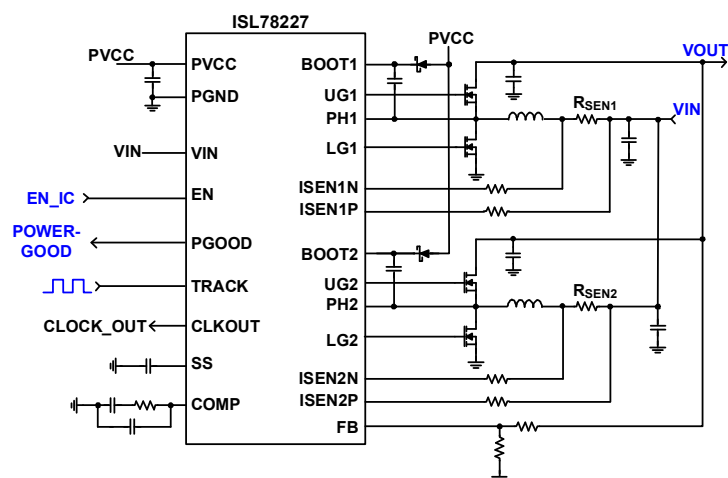 ISL78227
PVCC
PVCC
PGND
VIN
VIN
EN_IC
EN
POWER-
GOOD
PGOOD
TRACK
CLOCK_OUT
CLKOUT
SS
COMP
BOOT1
UG1
PH1
LG1
ISEN1N
ISEN1P
BOOT2
UG2
PH2
LG2
ISEN2N
ISEN2P
FB
PVCC
VOUT
RSEN1
VIN
RSEN2